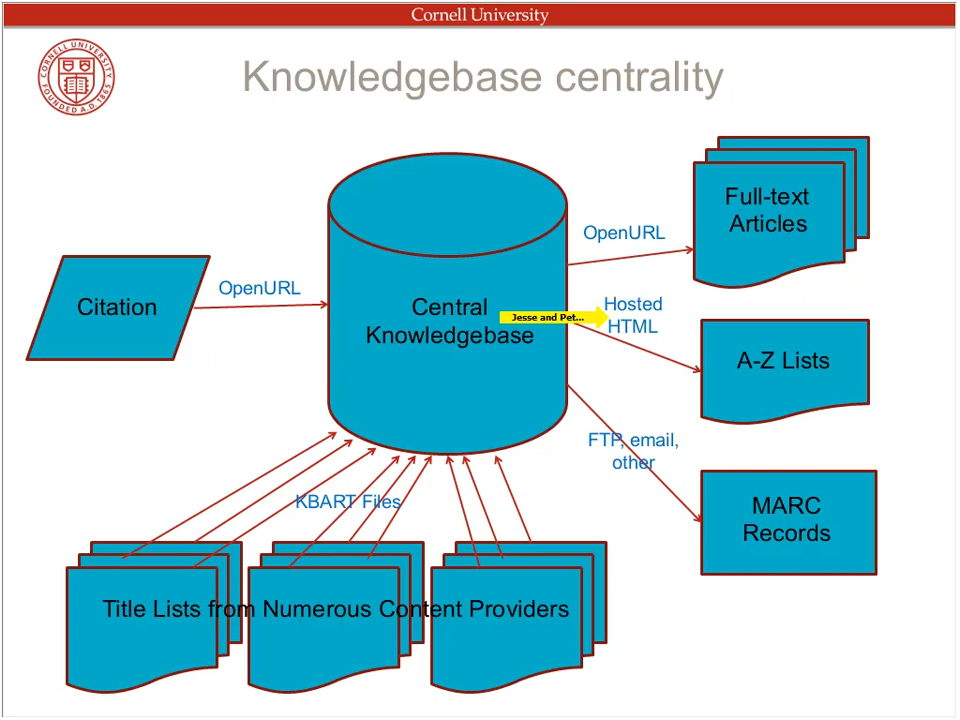 Cornell University
CORNELL UNIVERSITY
FOUNDED A.D. 1865
Knowledgebase centrality
Full-text
Articles
OpenURL
OpenURL
Citation
Central
Knowledgebase
Jesse and Pet...
Hosted
HTML
A-Z Lists
FTP, email,
other
KBART Files
MARC
Records
Title Lists from Numerous Content Providers